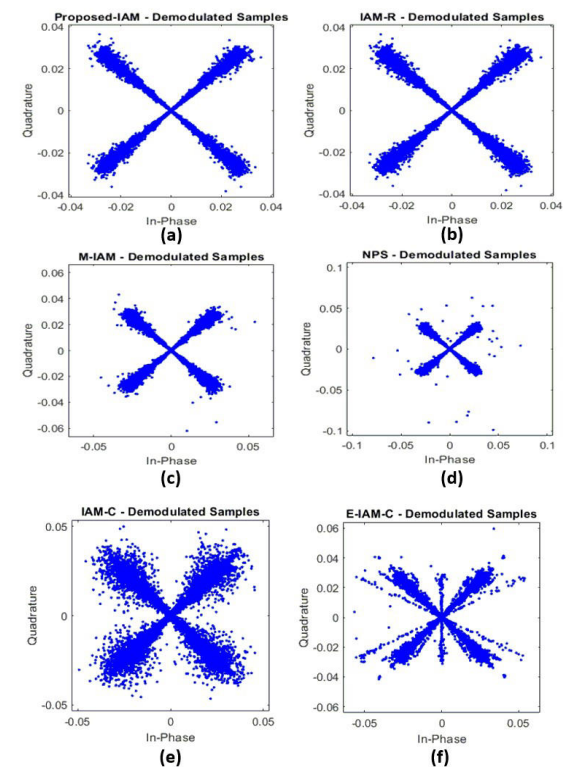 Proposed-IAM - Demodulated Samples
0.04
0.02
0
-0.02
-0.04
Quadrature
-0.04 -0.02 0 0.02 0.04
In-Phase
(a)
IAM-R - Demodulated Samples
0.04
0.02
0
-0.02
-0.04
Quadrature
-0.04 -0.02 0 0.02 0.04
In-Phase
(b)
M-IAM - Demodulated Samples
0.06
0.04
0.02
0
-0.02
-0.04
-0.06
Quadrature
-0.05 0 0.05
In-Phase
(c)
NPS - Demodulated Samples
0.1
0.05
0
-0.05
-0.1
Quadrature
-0.1 -0.05 0 0.05 0.1
In-Phase
(d)
IAM-C - Demodulated Samples
0.05
0
-0.05
Quadrature
-0.05 0 0.05
In-Phase
(e)
E-IAM-C - Demodulated Samples
0.06
0.04
0.02
0
-0.02
-0.04
-0.06
Quadrature
-0.05 0 0.05
In-Phase
(f)